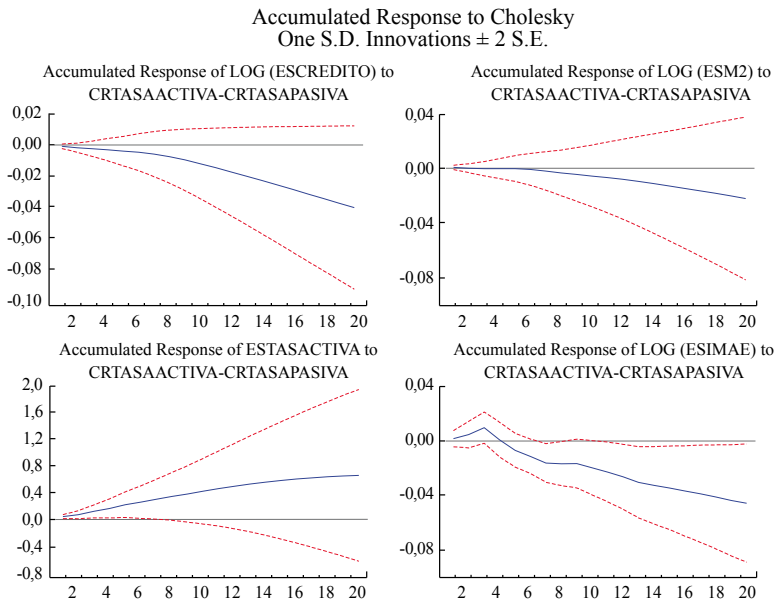 Accumulated Response to Cholesky
One S.D. Innovations ± 2 S.E.
Accumulated Response of LOG (ESCREDITO) to
CRTASAACTIVA-CRTASAPASIVA
0,02
0,00
-0,02
-0,04
-0,06
-0,08
-0,10
2 4 6 8 10 12 14 16 18 20
Accumulated Response of LOG (ESM2) to
CRTASAACTIVA-CRTASAPASIVA
0,04
0,00
-0,04
-0,08
2 4 6 8 10 12 14 16 18 20
Accumulated Response of ESTASACTIVA to
CRTASAACTIVA-CRTASAPASIVA
2,0
1,6
1,2
0,8
0,4
0,0
-0,4
-0,8
2 4 6 8 10 12 14 16 18 20
Accumulated Response of LOG (ESIMAE) to
CRTASAACTIVA-CRTASAPASIVA
0,04
0,00
-0,04
-0,08
2 4 6 8 10 12 14 16 18 20